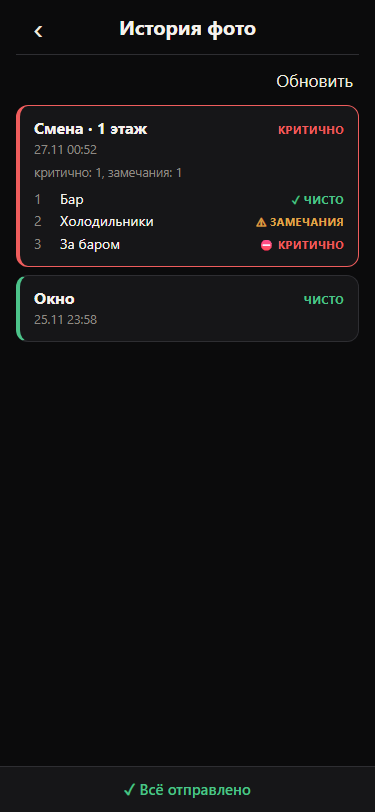 ‹ История фото
Обновить
Смена · 1 этаж КРИТИЧНО
27.11 00:52
критично: 1, замечания: 1
1 Бар ✓ ЧИСТО
2 Холодильники ⚠ ЗАМЕЧАНИЯ
3 За баром ⛔ КРИТИЧНО
Окно ЧИСТО
25.11 23:58
✓ Всё отправлено